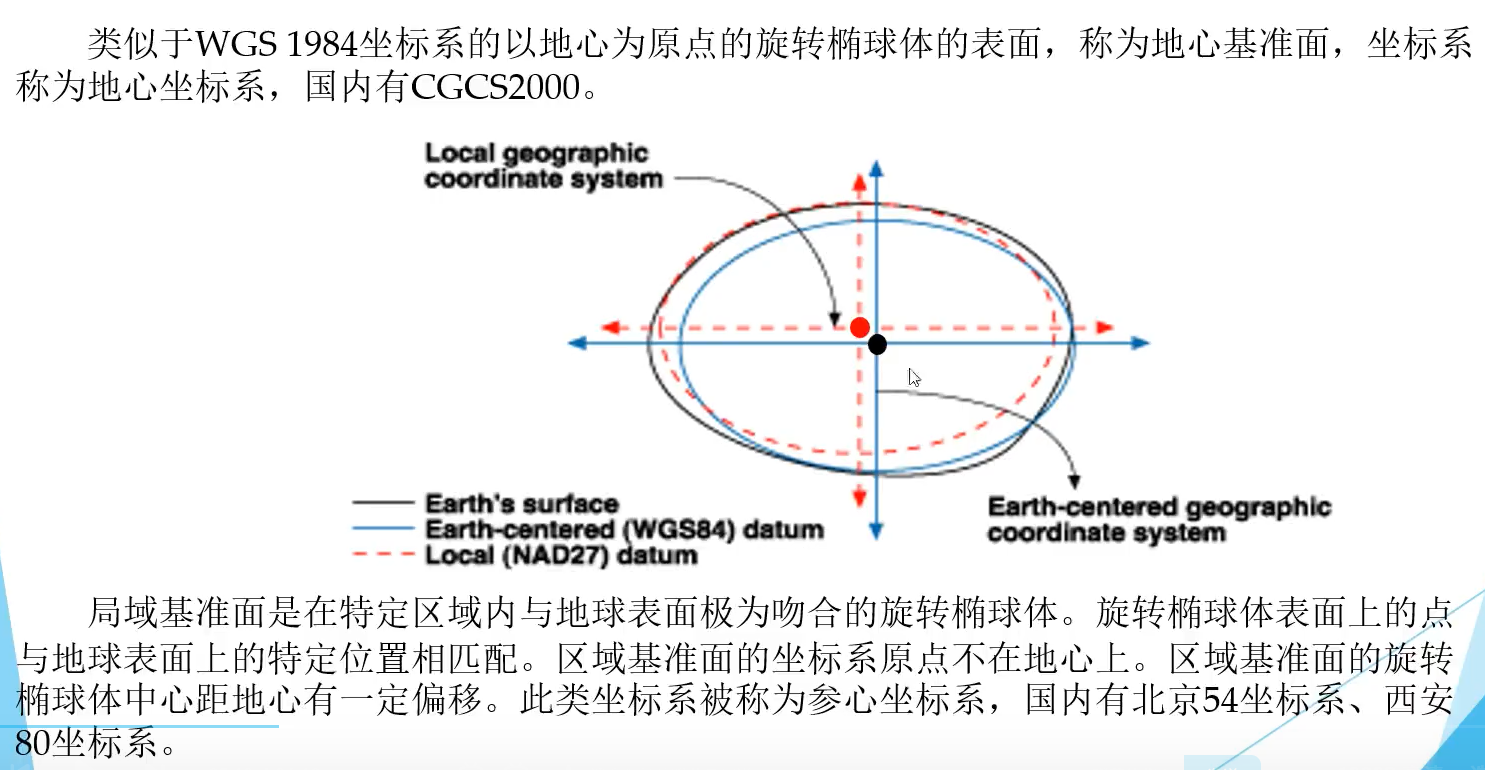 类似于WGS 1984坐标系的以地心为原点的旋转椭球体的表面，称为地心基准面，坐标系
称为地心坐标系，国内有CGCS2000。
Local geographic
coordinate system
Earth's surface
Earth-centered (WGS84) datum
Local (NAD27) datum
Earth-centered geographic
coordinate system
局域基准面是在特定区域内与地球表面极为吻合的旋转椭球体。旋转椭球体表面上的点
与地球表面上的特定位置相匹配。区域基准面的坐标系原点不在地心上。区域基准面的旋转
椭球体中心距地心有一定偏移。此类坐标系被称为参心坐标系，国内有北京54坐标系、西安
80坐标系。